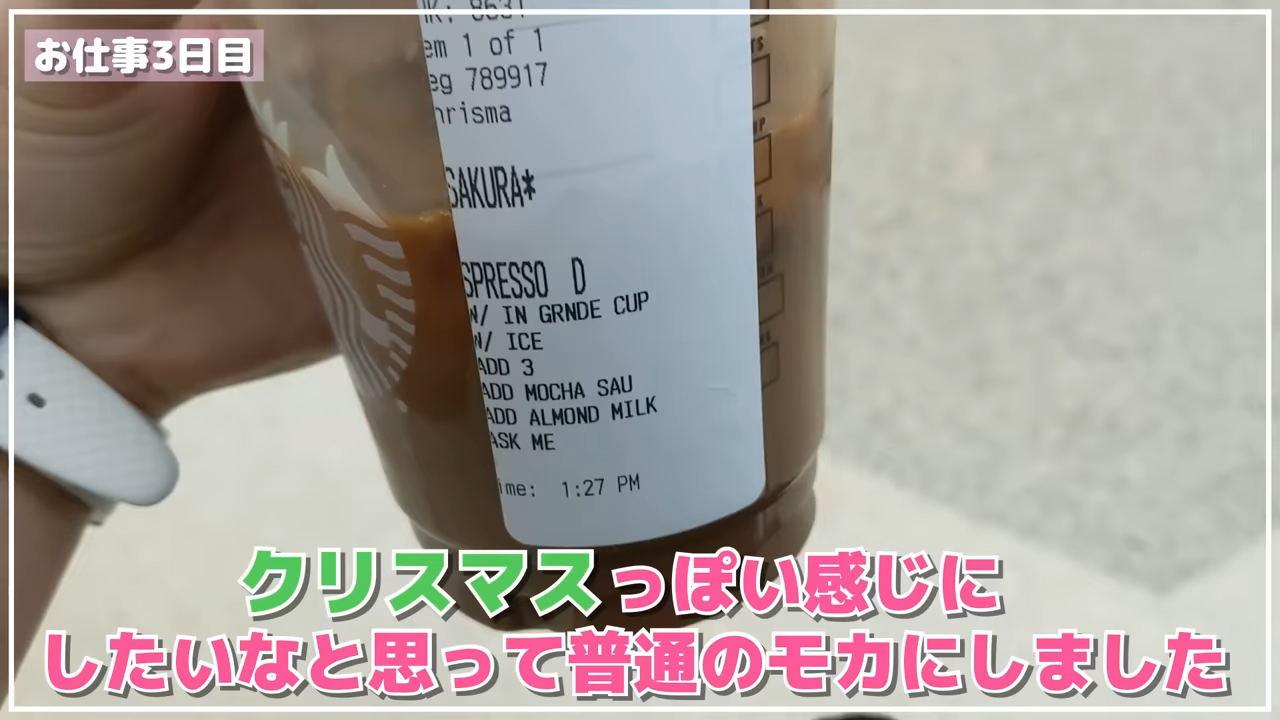 お仕事3日目
em 1 of 1
eg 789917
hrisma
SAKURA*
SPRESSO D
W/ IN GRNDE CUP
W/ ICE
ADD 3
ADD MOCHA SAU
ADD ALMOND MILK
ASK ME
ime: 1:27 PM
クリスマスっぽい感じに
したいなと思って普通のモカにしました